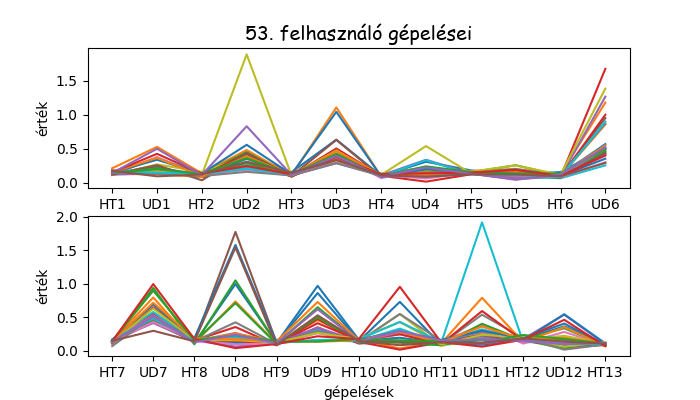 53. felhasználó gépelései
érték
1.5
1.0
0.5
0.0
HT1 UD1 HT2 UD2 HT3 UD3 HT4 UD4 HT5 UD5 HT6 UD6
érték
2.0
1.5
1.0
0.5
0.0
HT7 UD7 HT8 UD8 HT9 UD9 HT10 UD10 HT11 UD11 HT12 UD12 HT13
gépelések